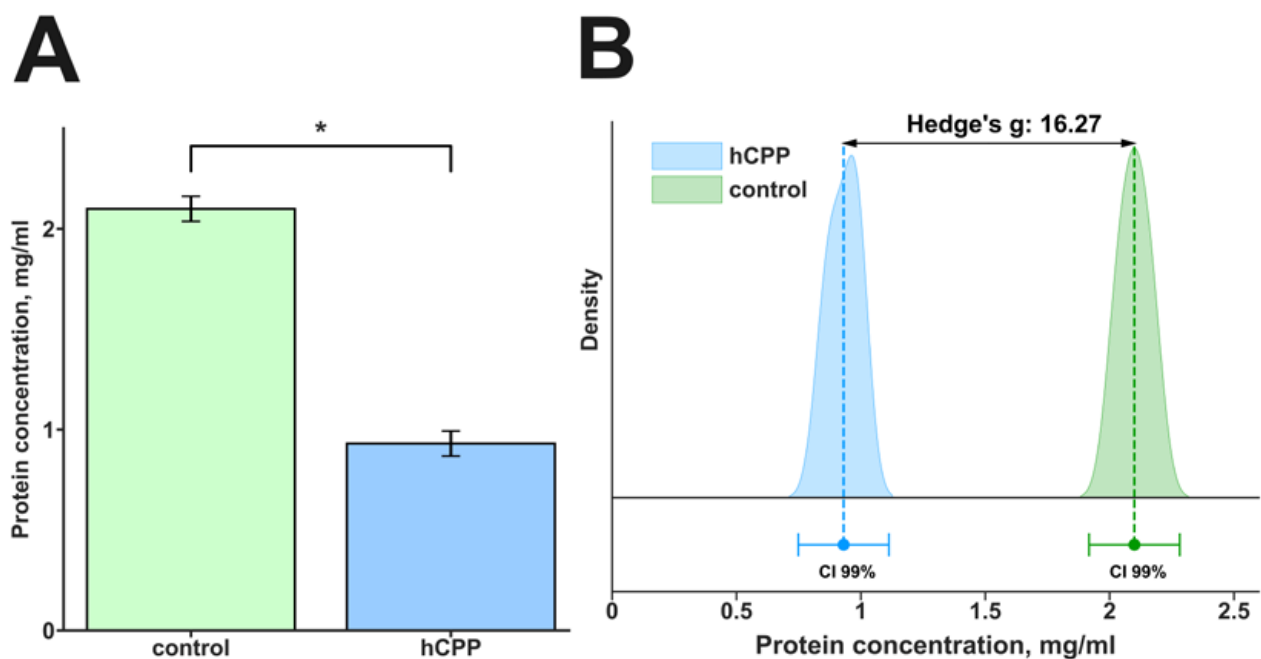 A
*
Protein concentration, mg/ml
2
1
0
control
hCPP
B
Hedge's g: 16.27
hCPP
control
Density
CI 99%
CI 99%
0
0.5
1
1.5
2
2.5
Protein concentration, mg/ml